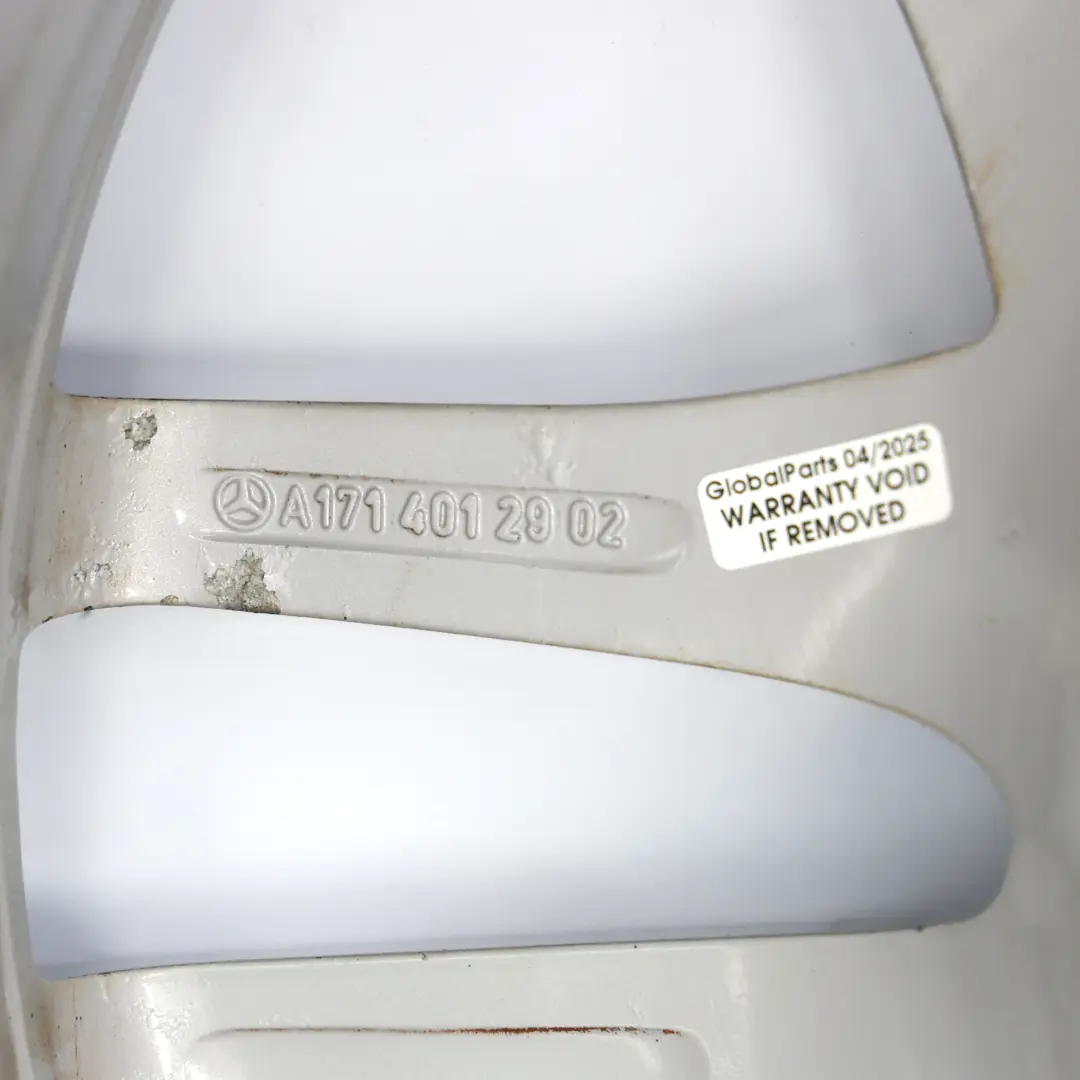 A171 401 29 02
GlobalParts 04/2025
WARRANTY VOID
IF REMOVED